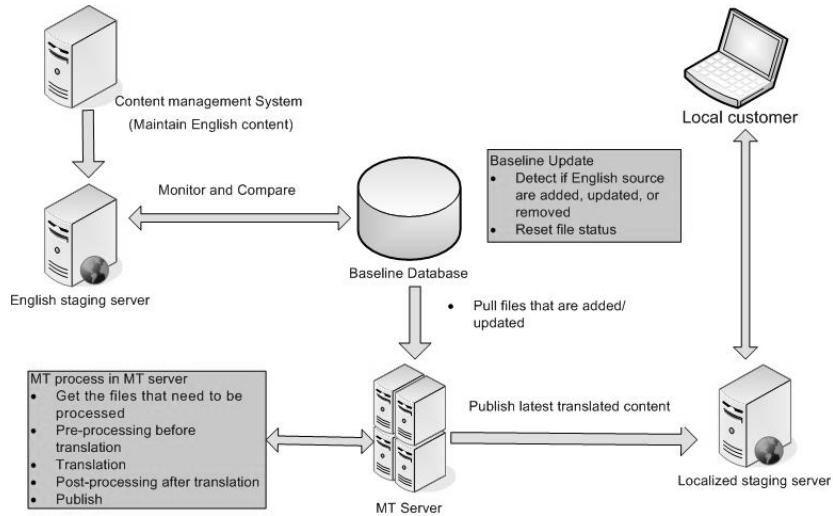 Content management System
(Maintain English content)
Local customer
Monitor and Compare
Baseline Update
• Detect if English source
are added, updated, or
removed
• Reset file status
English staging server
Baseline Database
• Pull files that are added/
updated
MT process in MT server
• Get the files that need to be
processed
• Pre-processing before
translation
• Translation
• Post-processing after translation
• Publish
Publish latest translated content
MT Server
Localized staging server